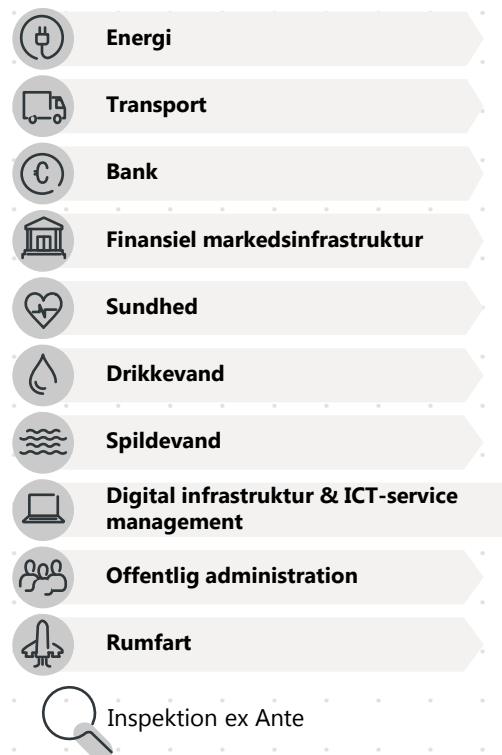 Energi
Transport
Bank
Finansiel markedsinfrastruktur
Sundhed
Drikkevand
Spildevand
Digital infrastruktur & ICT-service
management
Offentlig administration
Rumfart
Inspektion ex Ante